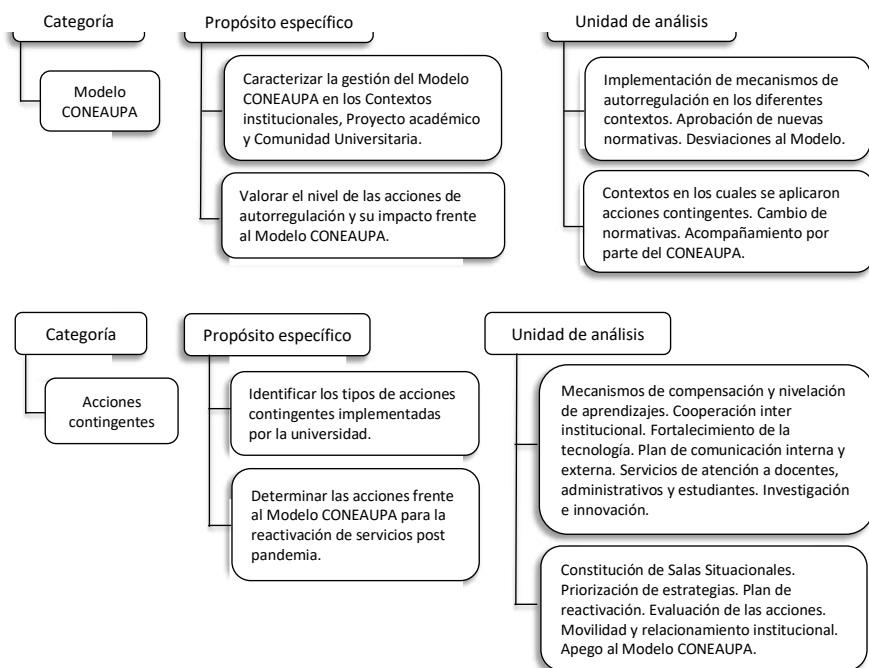 Categoría
Modelo
CONEAUPA
Propósito específico
Caracterizar la gestión del Modelo
CONEAUPA en los Contextos
institucionales, Proyecto académico
y Comunidad Universitaria.
Valorar el nivel de las acciones de
autorregulación y su impacto frente
al Modelo CONEAUPA.
Unidad de análisis
Implementación de mecanismos de
autorregulación en los diferentes
contextos. Aprobación de nuevas
normativas. Desviaciones al Modelo.
Contextos en los cuales se aplicaron
acciones contingentes. Cambio de
normativas. Acompañamiento por
parte del CONEAUPA.
Categoría
Acciones
contingentes
Propósito específico
Identificar los tipos de acciones
contingentes implementadas
por la universidad.
Determinar las acciones frente
al Modelo CONEAUPA para la
reactivación de servicios post
pandemia.
Unidad de análisis
Mecanismos de compensación y nivelación
de aprendizajes. Cooperación inter
institucional. Fortalecimiento de la
tecnología. Plan de comunicación interna y
externa. Servicios de atención a docentes,
administrativos y estudiantes. Investigación
e innovación.
Constitución de Salas Situacionales.
Priorización de estrategias. Plan de
reactivación. Evaluación de las acciones.
Movilidad y relacionamiento institucional.
Apego al Modelo CONEAUPA.